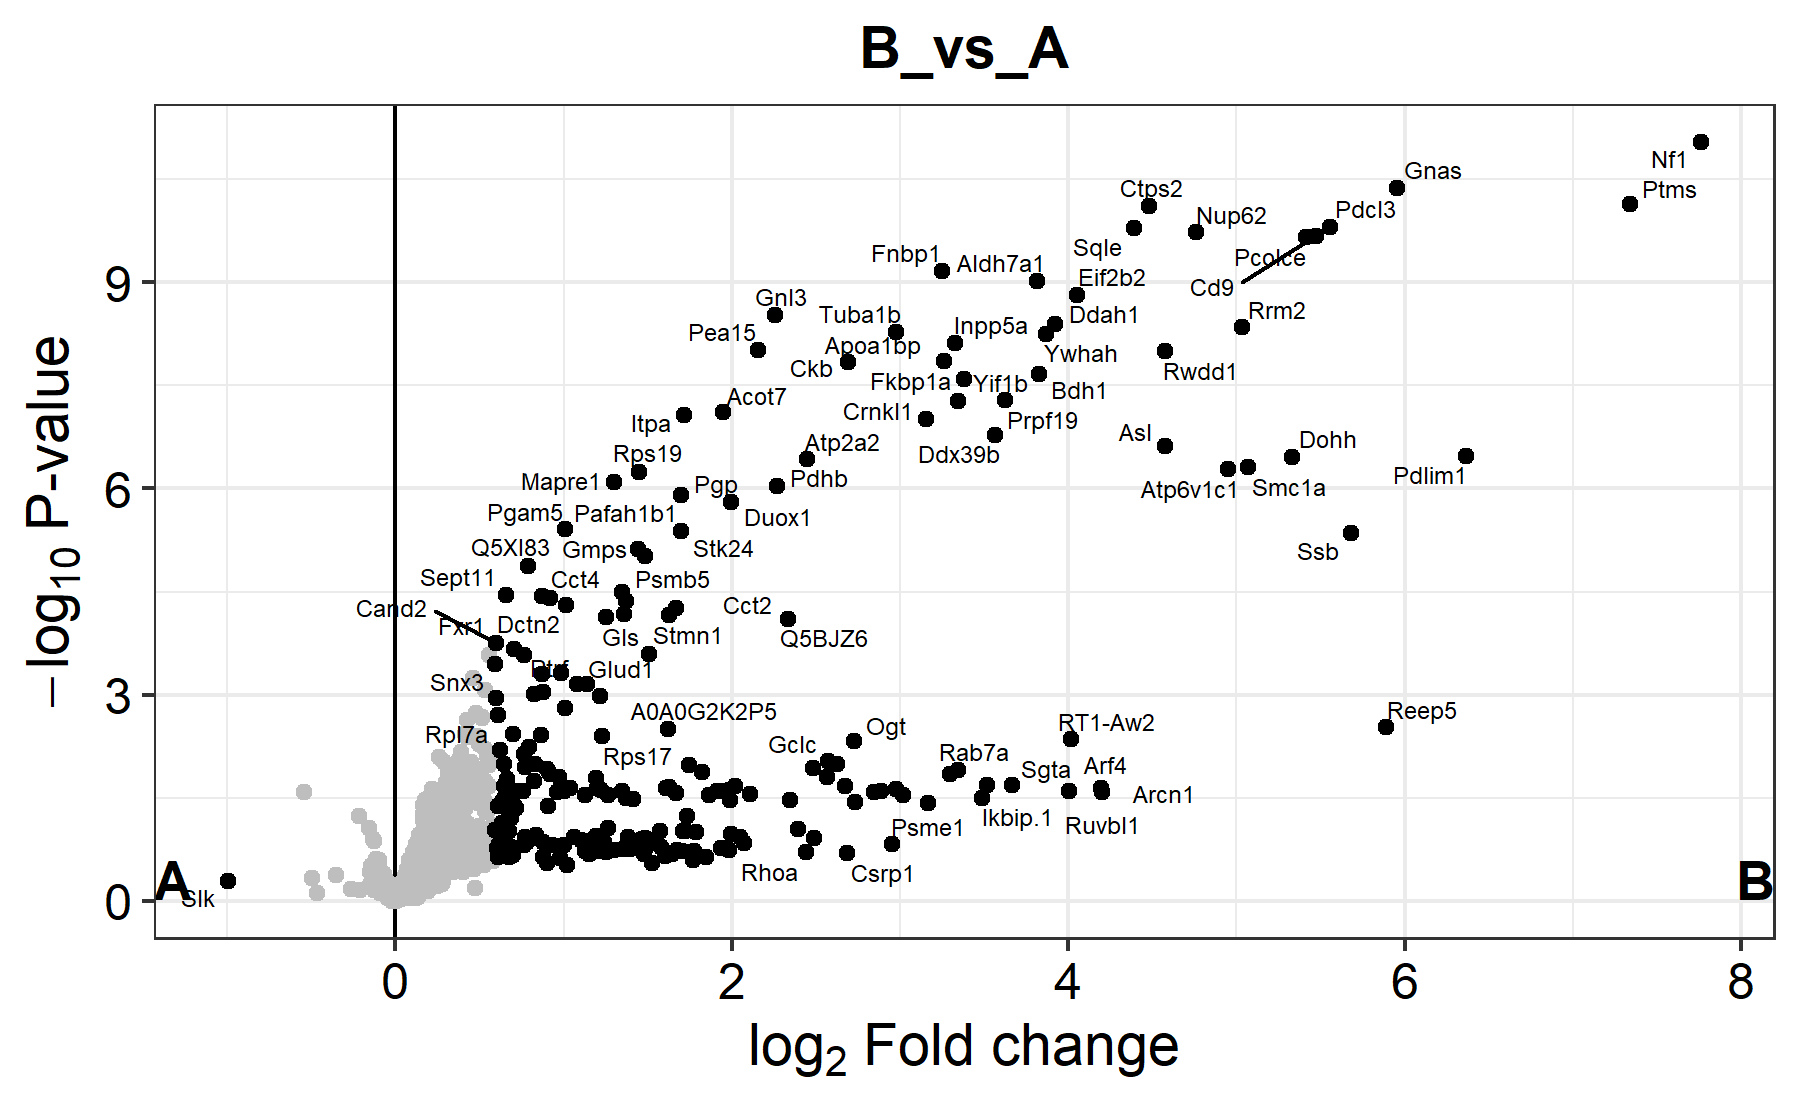 B_vs_A
Nf1
Gnas
Ptms
Ctps2
Pdcl3
Nup62
Sqle
Fnbp1
Aldh7a1
Pcolce
Eif2b2
Cd9
Gnl3
Rrm2
Tuba1b
Ddah1
Inpp5a
Pea15
Apoa1bp
Ywhah
Ckb
Rwdd1
Fkbp1a
Yif1b
Bdh1
Acot7
Crnkl1
Prpf19
Itpa
Asl
Dohh
Atp2a2
Rps19
Ddx39b
Pdlim1
Mapre1
Pgp
Pdhb
Atp6v1c1
Smc1a
Pgam5
Pafah1b1
Duox1
Q5XI83
Gmps
Stk24
Ssb
Sept11
Cct4
Psmb5
Cand2
Cct2
Fxr1
Dctn2
Gls
Stmn1
Q5BJZ6
Ptrf
Glud1
Snx3
A0A0G2K2P5
Ogt
RT1-Aw2
Reep5
Rpl7a
Rps17
Gclc
Rab7a
Sgta
Arf4
Arcn1
Ikbip.1
Psme1
Ruvbl1
Rhoa
Csrp1
A
Slk
B
9
6
3
0
0 2 4 6 8
−log10 P-value
log2 Fold change